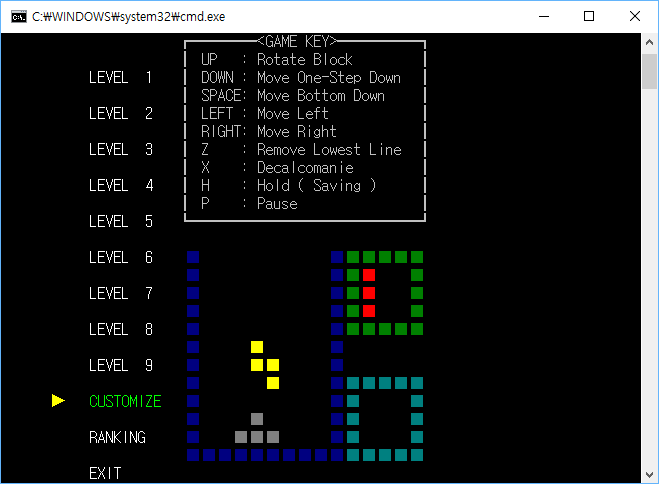 C:₩WINDOWS₩system32₩cmd.exe
<GAME KEY>
UP : Rotate Block
DOWN : Move One-Step Down
SPACE: Move Bottom Down
LEFT : Move Left
RIGHT: Move Right
Z : Remove Lowest Line
X : Decalcomanie
H : Hold ( Saving )
P : Pause
LEVEL 1
LEVEL 2
LEVEL 3
LEVEL 4
LEVEL 5
LEVEL 6
LEVEL 7
LEVEL 8
LEVEL 9
CUSTOMIZE
RANKING
EXIT